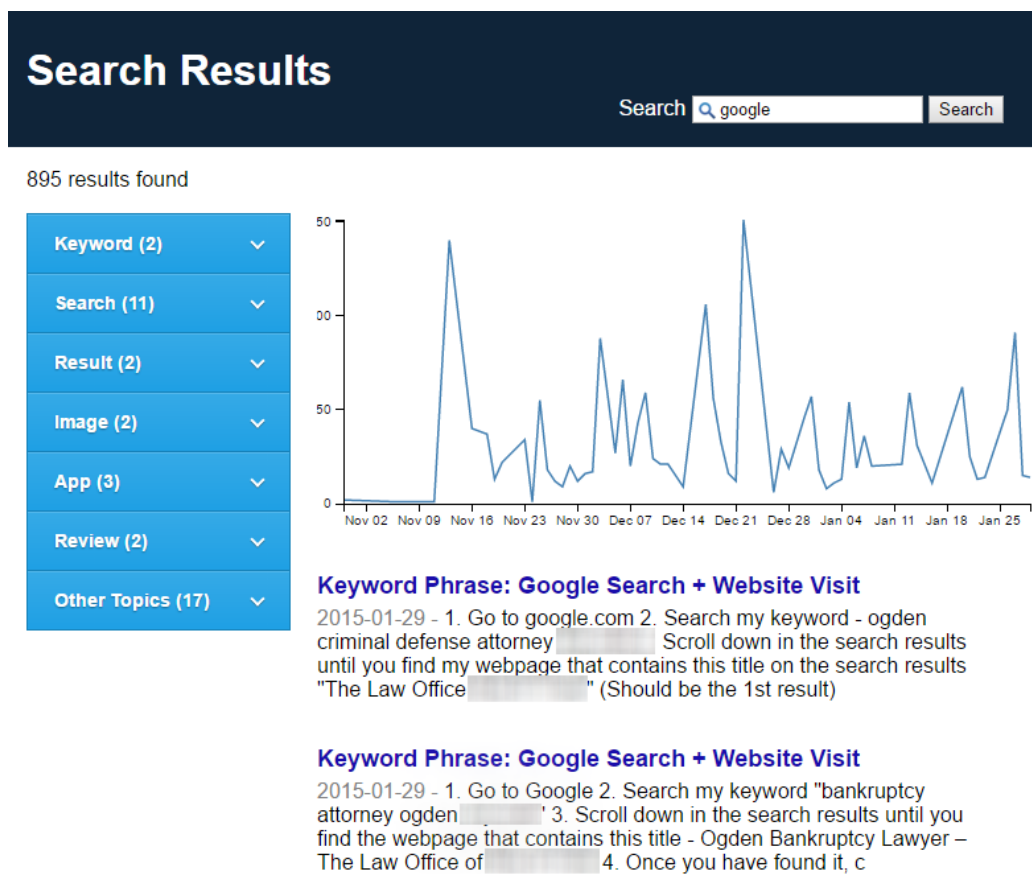 Search Results
Search google Search
895 results found
Keyword (2)
Search (11)
Result (2)
Image (2)
App (3)
Review (2)
Other Topics (17)
50
00
50
0
Nov 02 Nov 09 Nov 16 Nov 23 Nov 30 Dec 07 Dec 14 Dec 21 Dec 28 Jan 04 Jan 11 Jan 18 Jan 25
Keyword Phrase: Google Search + Website Visit
2015-01-29 - 1. Go to google.com 2. Search my keyword - ogden
criminal defense attorney Scroll down in the search results
until you find my webpage that contains this title on the search results
"The Law Office " (Should be the 1st result)
Keyword Phrase: Google Search + Website Visit
2015-01-29 - 1. Go to Google 2. Search my keyword "bankruptcy
attorney ogden ' 3. Scroll down in the search results until you
find the webpage that contains this title - Ogden Bankruptcy Lawyer –
The Law Office of 4. Once you have found it, c